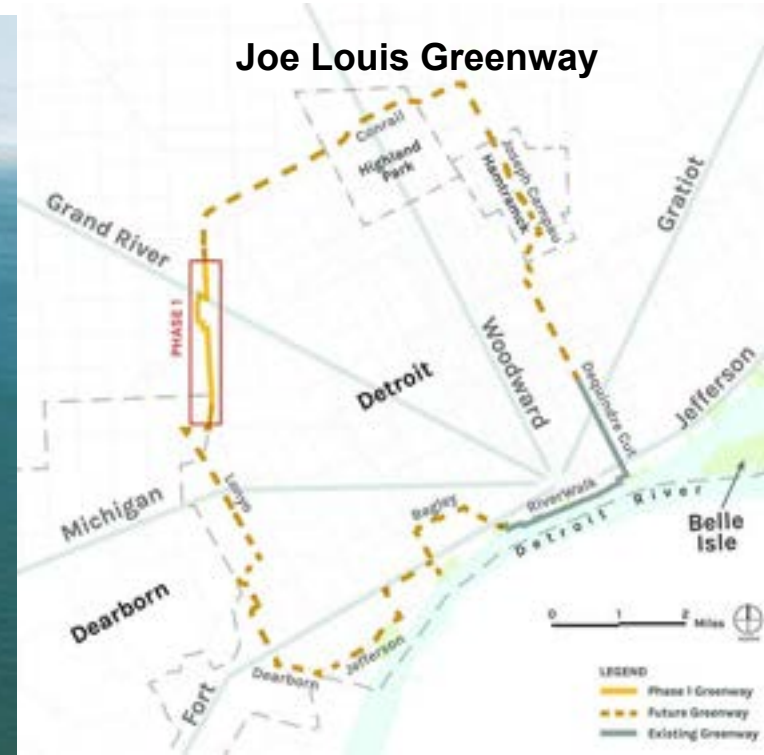 Joe Louis Greenway
Conrail
Highland
Park
Joseph Campau
Hamtramck
Grand River
Gratiot
PHASE 1
Woodward
Detroit
Dequindre Cut
Jefferson
Lonyo
Michigan
Bagley
RiverWalk
Detroit River
Belle
Isle
Dearborn
0 1 2 Miles
Jefferson
Dearborn
Fort
LEGEND
Phase 1 Greenway
Future Greenway
Existing Greenway